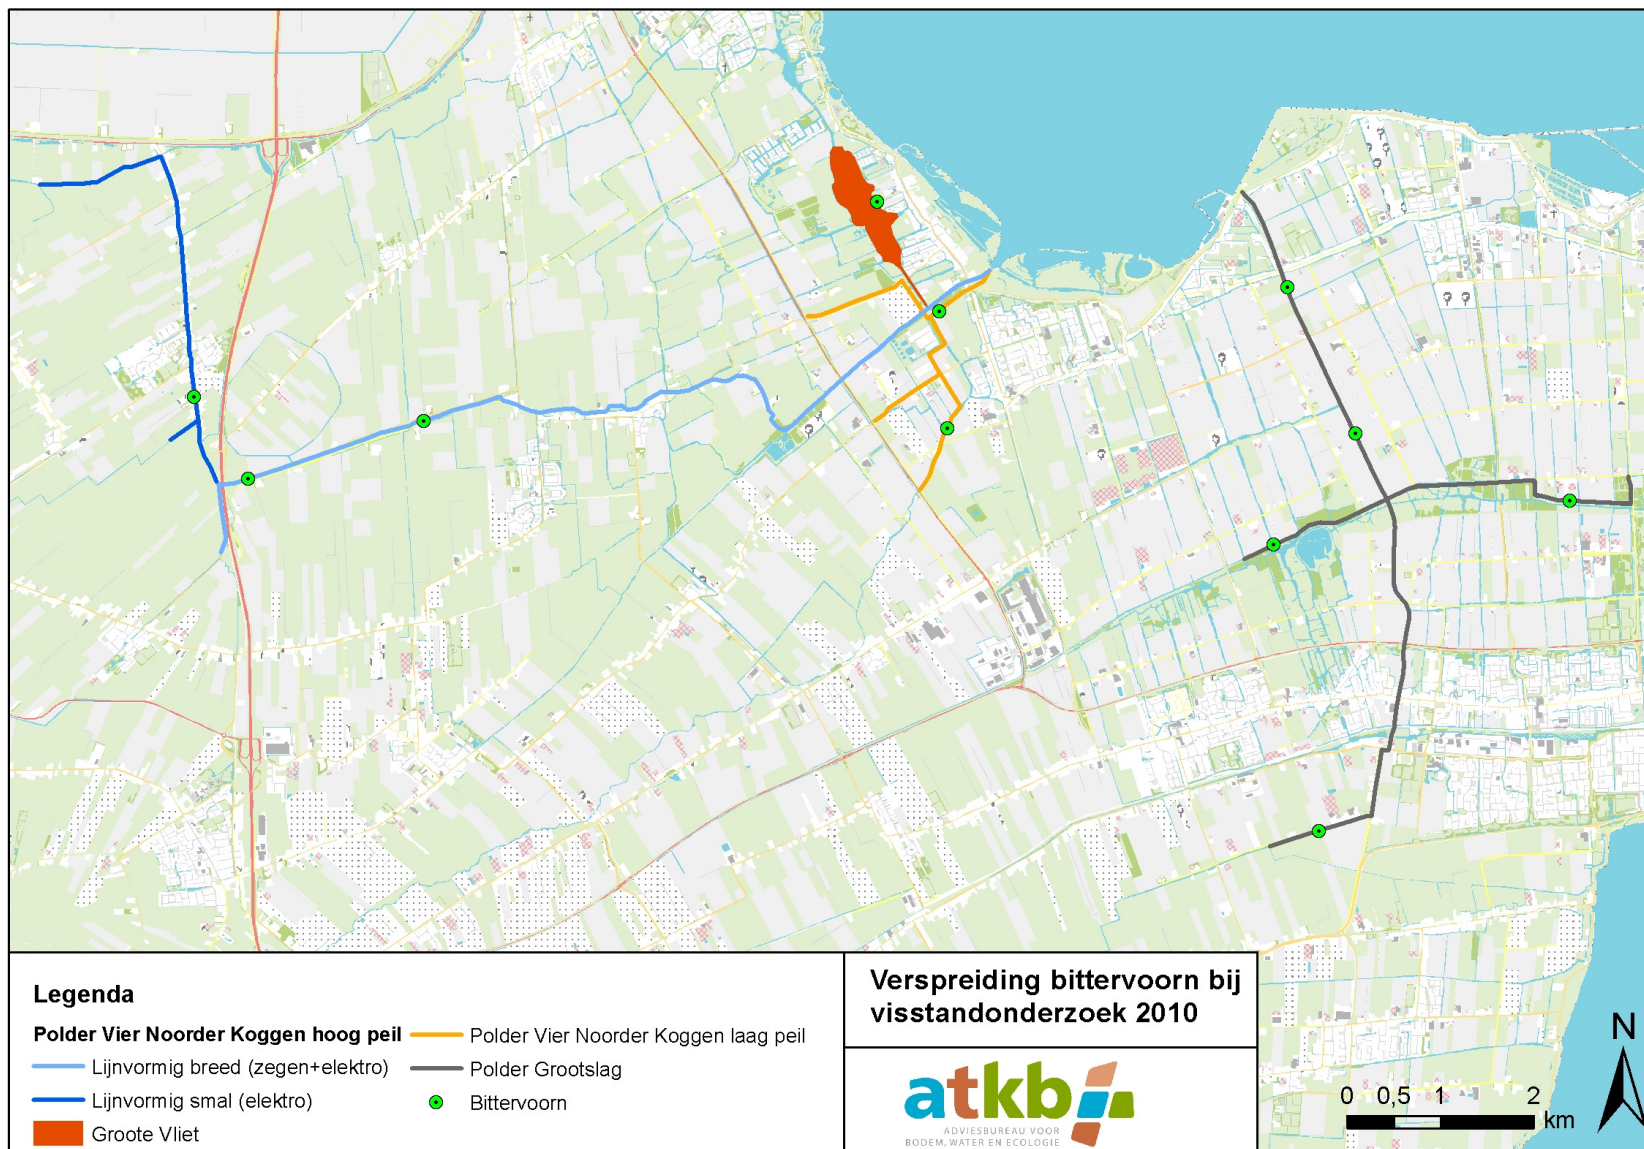 Legenda
Polder Vier Noorder Koggen hoog peil
Lijnvormig breed (zegen+elektro)
Lijnvormig smal (elektro)
Groote Vliet
Polder Vier Noorder Koggen laag peil
Polder Grootslag
Bittervoorn
Verspreiding bittervoorn bij
visstandonderzoek 2010
atkb
ADVIESBUREAU VOOR
BODEM, WATER EN ECOLOGIE
N
0 0,5 1 2
km